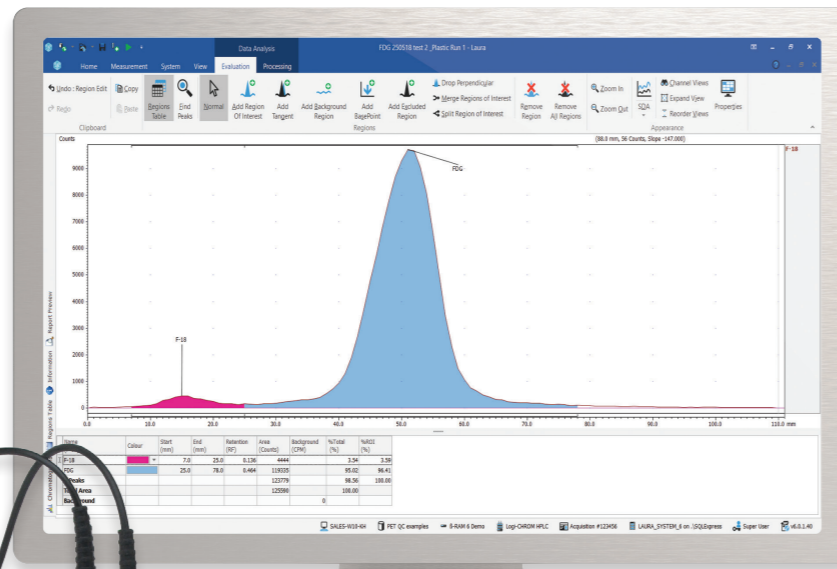 Data Analysis
FDG 250518 test 2 _Plastic Run 1 - Laura
Home Measurement System View Evaluation Processing
Undo : Region Edit
Redo
Copy
Paste
Regions Table
End Peaks
Normal
Add Region Of Interest
Add Tangent
Add Background Region
Add BasePoint
Add Excluded Region
Drop Perpendicular
Merge Regions of Interest
Split Region of Interest
Remove Region
Remove All Regions
Zoom In
Zoom Out
SDA
Channel Views
Expand View
Reorder Views
Properties
Clipboard Regions Appearance
Counts
(88.8 mm, 56 Counts, Slope -147.000)
F-18
FDG
9000
8000
7000
6000
5000
4000
3000
F-18
2000
1000
0
0.0 10.0 20.0 30.0 40.0 50.0 60.0 70.0 80.0 90.0 100.0 110.0 mm
Report Preview
Information
Regions Table
Name Colour Start (mm) End (mm) Retention (RF) Area (Counts) Background (CPM) %Total (%) %ROI (%)
F-18 7.0 25.0 0.136 4444 3.54 3.59
FDG 25.0 78.0 0.464 119335 95.02 96.41
Peaks 123779 98.56 100.00
Area 125590 100.00
Background 0
SALES-W10-KH PET QC examples Logi-CHROM HPLC Acquisition #123456 LAURA_SYSTEM_6 on .\SQLExpress Super User v6.0.1.40